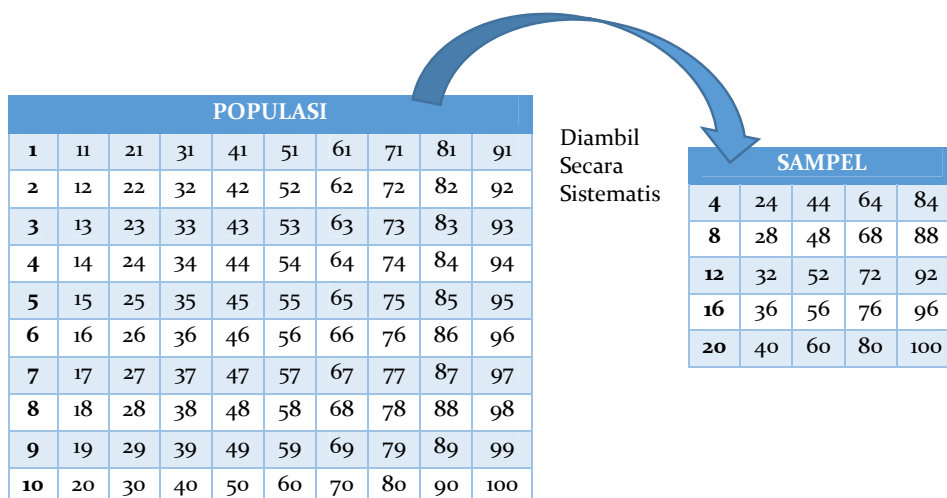 POPULASI
1 11 21 31 41 51 61 71 81 91
2 12 22 32 42 52 62 72 82 92
3 13 23 33 43 53 63 73 83 93
4 14 24 34 44 54 64 74 84 94
5 15 25 35 45 55 65 75 85 95
6 16 26 36 46 56 66 76 86 96
7 17 27 37 47 57 67 77 87 97
8 18 28 38 48 58 68 78 88 98
9 19 29 39 49 59 69 79 89 99
10 20 30 40 50 60 70 80 90 100
Diambil
Secara
Sistematis
SAMPEL
4 24 44 64 84
8 28 48 68 88
12 32 52 72 92
16 36 56 76 96
20 40 60 80 100